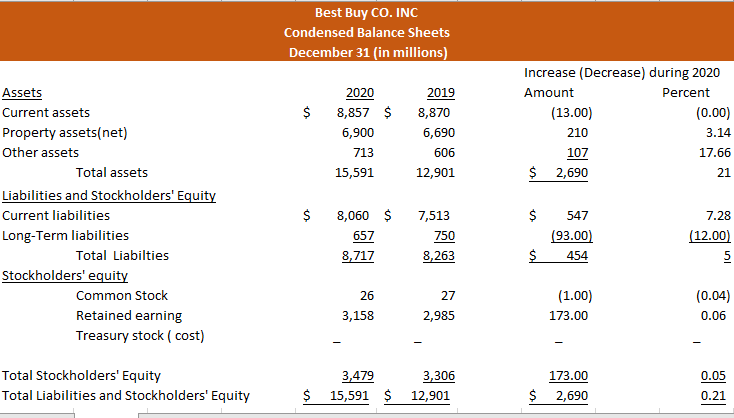 Best Buy CO. INC
Condensed Balance Sheets
December 31 (in millions)
Increase (Decrease) during 2020
Assets 2020 2019 Amount Percent
Current assets $ 8,857 $ 8,870 (13.00) (0.00)
Property assets(net) 6,900 6,690 210 3.14
Other assets 713 606 107 17.66
Total assets 15,591 12,901 $ 2,690 21
Liabilities and Stockholders' Equity
Current liabilities $ 8,060 $ 7,513 $ 547 7.28
Long-Term liabilities 657 750 (93.00) (12.00)
Total Liabilties 8,717 8,263 $ 454 5
Stockholders' equity
Common Stock 26 27 (1.00) (0.04)
Retained earning 3,158 2,985 173.00 0.06
Treasury stock ( cost) _ _ _ _
Total Stockholders' Equity 3,479 3,306 173.00 0.05
Total Liabilities and Stockholders' Equity $ 15,591 $ 12,901 $ 2,690 0.21